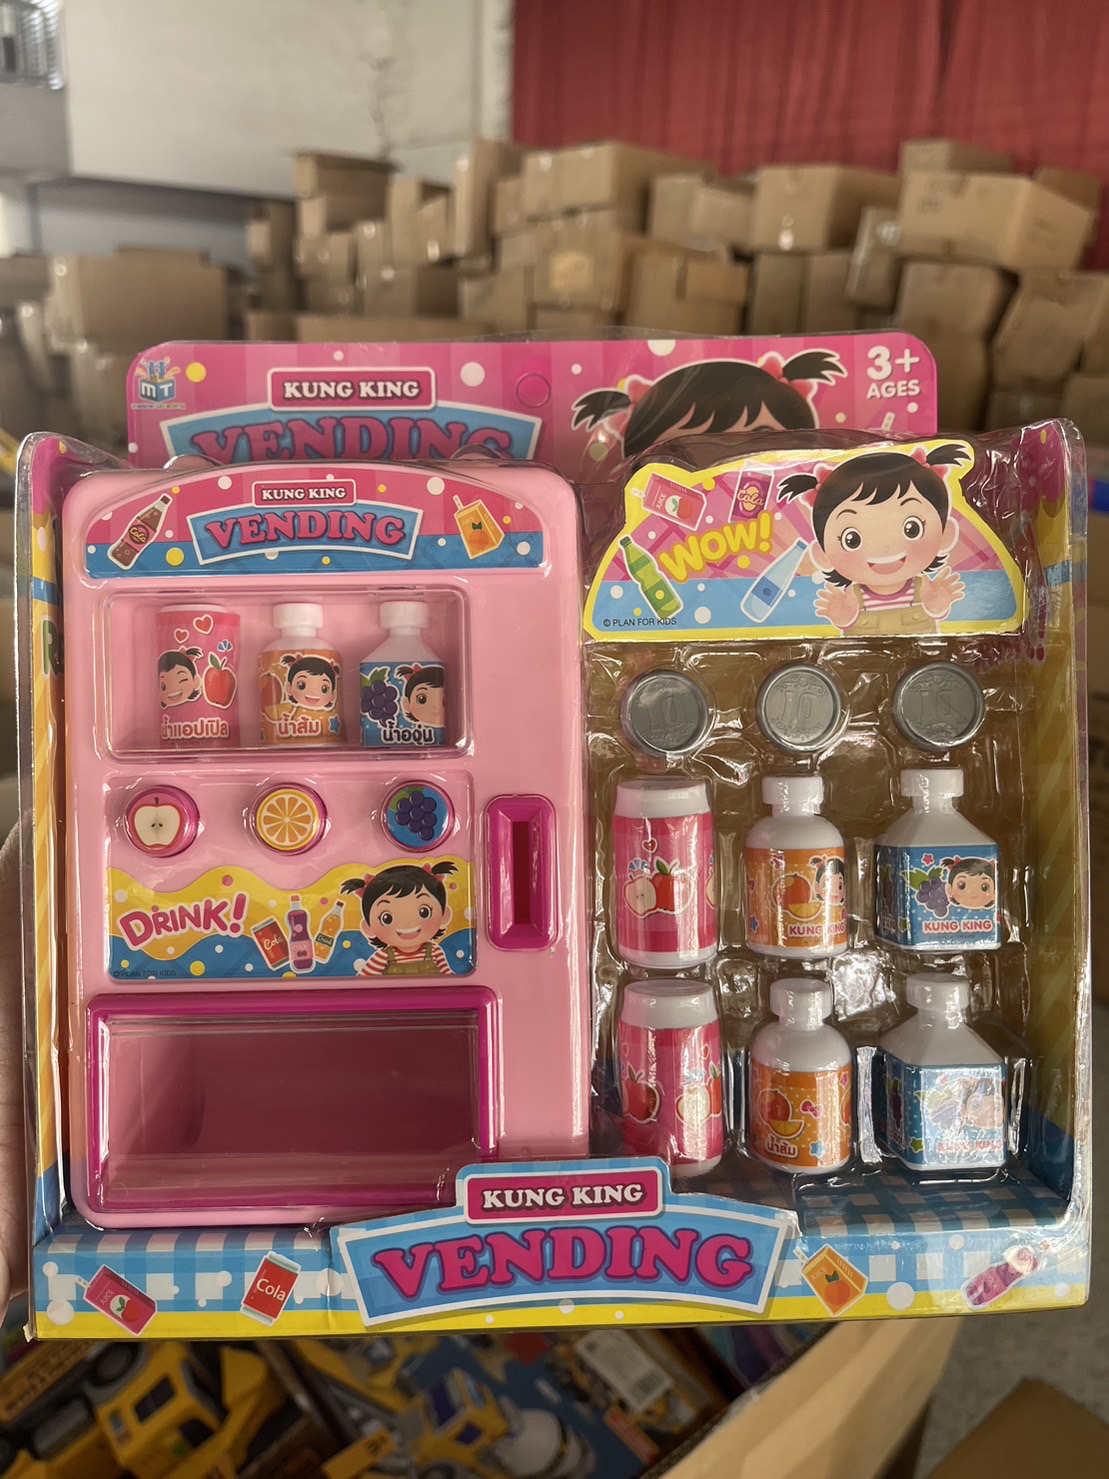 MT
KUNG KING
VENDING
3+
AGES
KUNG KING
VENDING
Cola
Cola
WOW!
© PLAN FOR KIDS
น้ำแอปเปิล
น้ำส้ม
น้ำองุ่น
10
10
10
DRINK!
© PLAN FOR KIDS
KUNG KING
KUNG KING
น้ำส้ม
KUNG KING
KUNG KING
VENDING
JUICE
Cola
JUICE